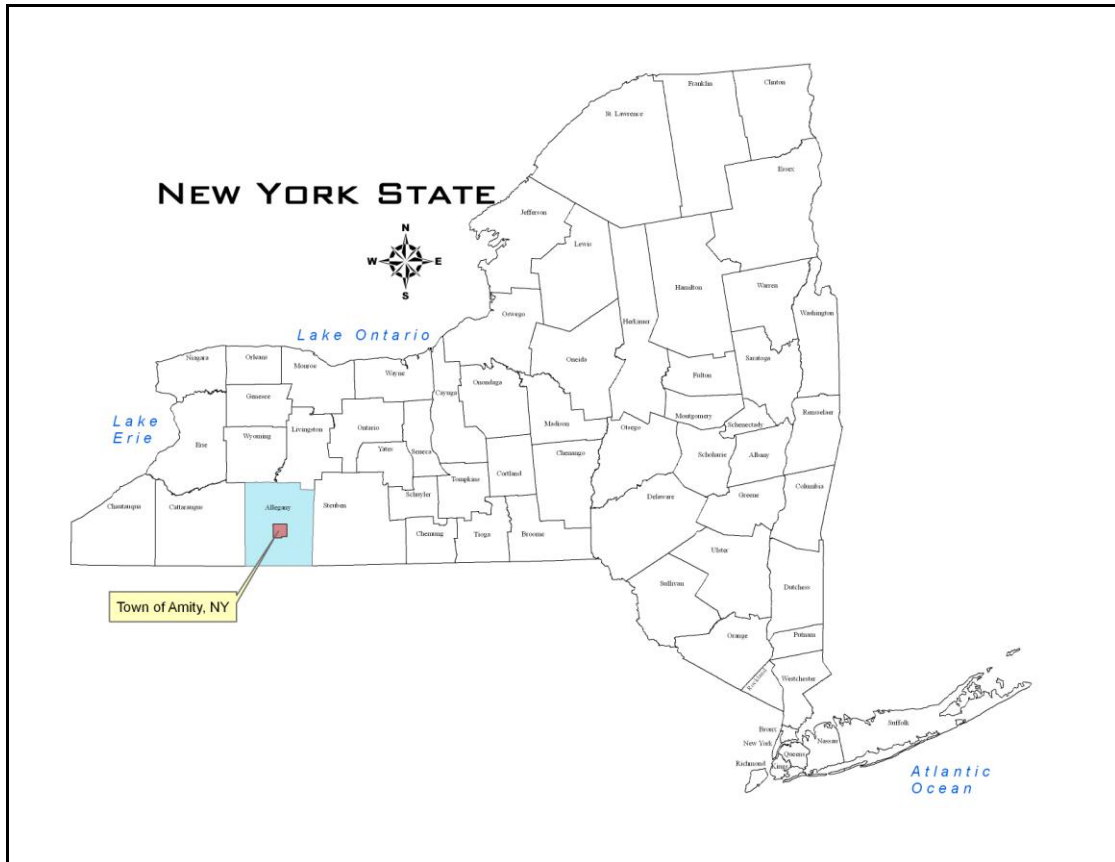 Franklin
Clinton
St. Lawrence
Essex
NEW YORK STATE
Jefferson
N
W E
S
Lewis
Hamilton
Warren
Herkimer
Washington
Oswego
Lake Ontario
Oneida
Saratoga
Niagara
Orleans
Monroe
Wayne
Cayuga
Onondaga
Fulton
Genesee
Montgomery
Rensselaer
Lake
Erie
Livingston
Ontario
Madison
Otsego
Schenectady
Wyoming
Erie
Yates
Seneca
Chenango
Schoharie
Albany
Tompkins
Cortland
Columbia
Chautauqua
Cattaraugus
Allegany
Steuben
Schuyler
Delaware
Greene
Chemung
Tioga
Broome
Ulster
Sullivan
Dutchess
Town of Amity, NY
Orange
Putnam
Rockland
Westchester
Bronx
Suffolk
New York
Nassau
Queens
Richmond
Kings
Atlantic
Ocean